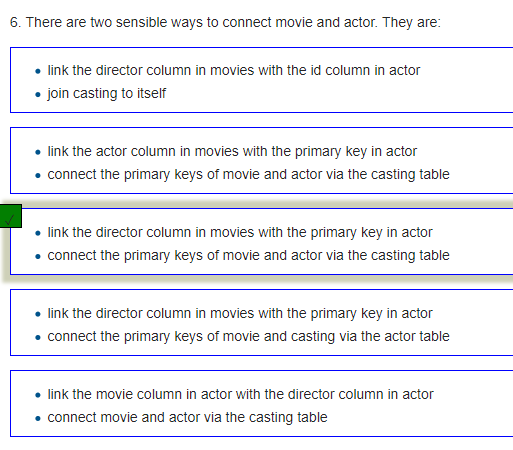 6. There are two sensible ways to connect movie and actor. They are:
• link the director column in movies with the id column in actor
• join casting to itself
• link the actor column in movies with the primary key in actor
• connect the primary keys of movie and actor via the casting table
• link the director column in movies with the primary key in actor
• connect the primary keys of movie and actor via the casting table
• link the director column in movies with the primary key in actor
• connect the primary keys of movie and casting via the actor table
• link the movie column in actor with the director column in actor
• connect movie and actor via the casting table